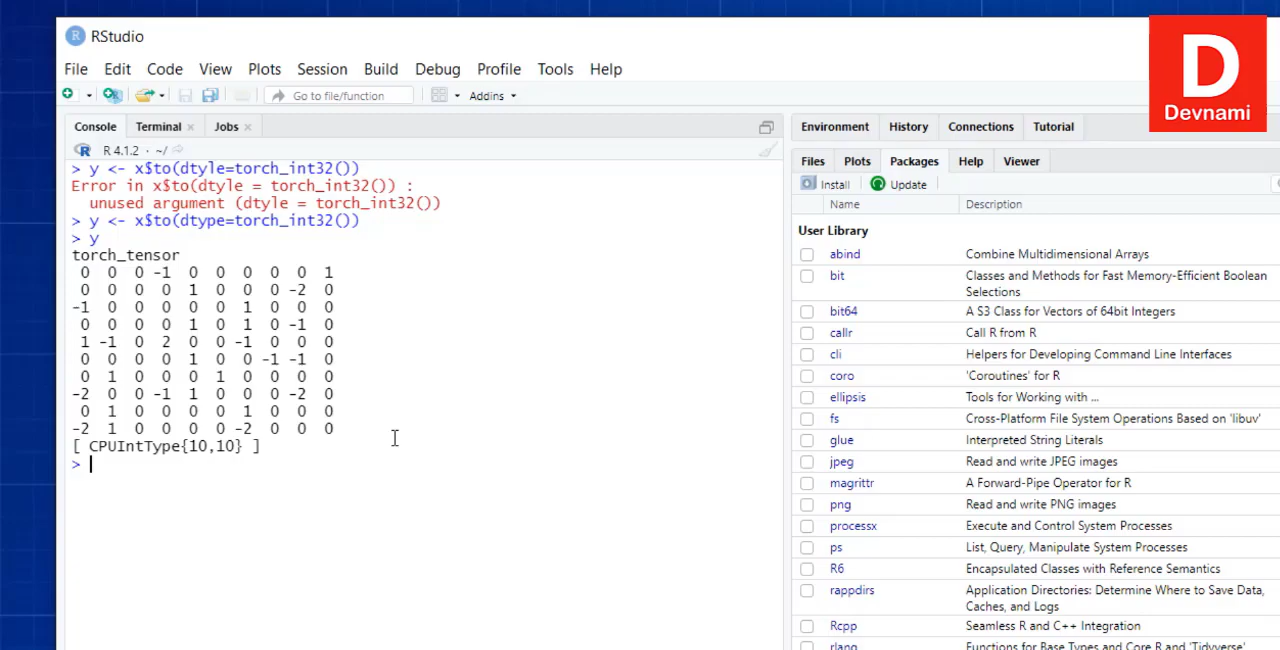 RStudio
File Edit Code View Plots Session Build Debug Profile Tools Help
Go to file/function Addins
D
Devnami
Console Terminal Jobs
R 4.1.2 · ~/
> y <- x$to(dtyle=torch_int32())
Error in x$to(dtyle = torch_int32()) :
unused argument (dtyle = torch_int32())
> y <- x$to(dtype=torch_int32())
> y
torch_tensor
0 0 0 -1 0 0 0 0 0 1
0 0 0 0 1 0 0 0 -2 0
-1 0 0 0 0 0 1 0 0 0
0 0 0 0 1 0 1 0 -1 0
1 -1 0 2 0 0 -1 0 0 0
0 0 0 0 1 0 0 -1 -1 0
0 1 0 0 0 1 0 0 0 0
-2 0 0 -1 1 0 0 0 -2 0
0 1 0 0 0 0 1 0 0 0
-2 1 0 0 0 0 -2 0 0 0
[ CPUIntType{10,10} ]
>
Environment History Connections Tutorial
Files Plots Packages Help Viewer
Install Update
Name Description
User Library
abind Combine Multidimensional Arrays
bit Classes and Methods for Fast Memory-Efficient Boolean
Selections
bit64 A S3 Class for Vectors of 64bit Integers
callr Call R from R
cli Helpers for Developing Command Line Interfaces
coro 'Coroutines' for R
ellipsis Tools for Working with ...
fs Cross-Platform File System Operations Based on 'libuv'
glue Interpreted String Literals
jpeg Read and write JPEG images
magrittr A Forward-Pipe Operator for R
png Read and write PNG images
processx Execute and Control System Processes
ps List, Query, Manipulate System Processes
R6 Encapsulated Classes with Reference Semantics
rappdirs Application Directories: Determine Where to Save Data,
Caches, and Logs
Rcpp Seamless R and C++ Integration
rlang Functions for Base Types and Core R and 'Tidyverse'